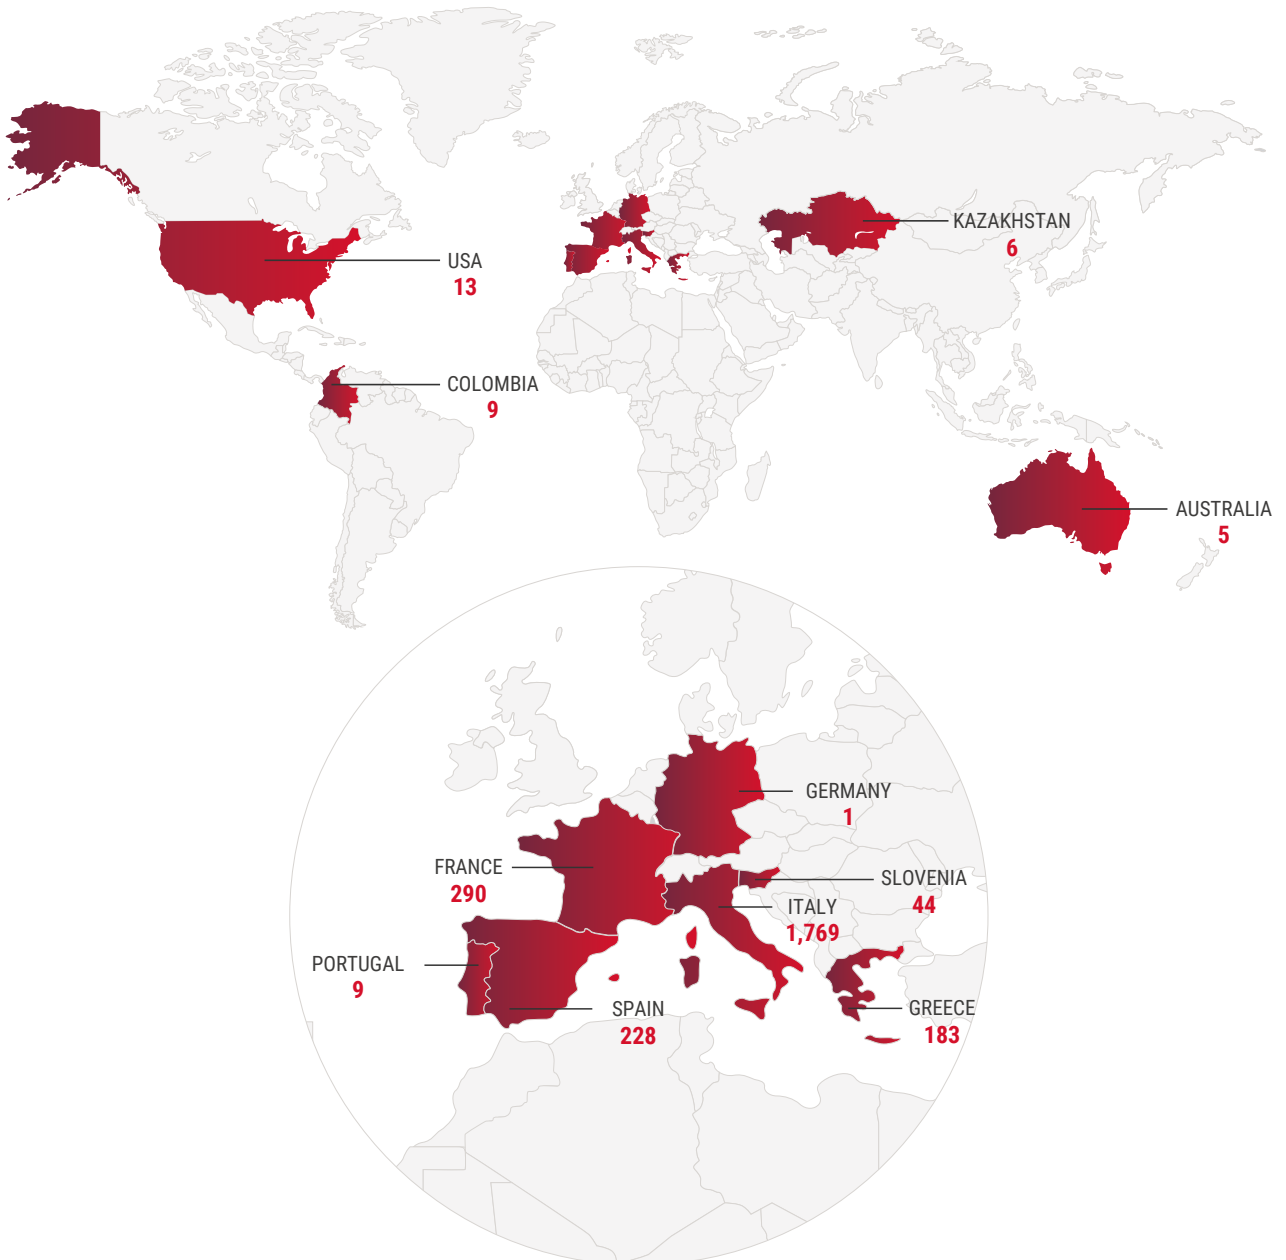 KAZAKHSTAN
6
USA
13
COLOMBIA
9
AUSTRALIA
5
GERMANY
1
FRANCE
290
SLOVENIA
44
ITALY
1,769
PORTUGAL
9
SPAIN
228
GREECE
183